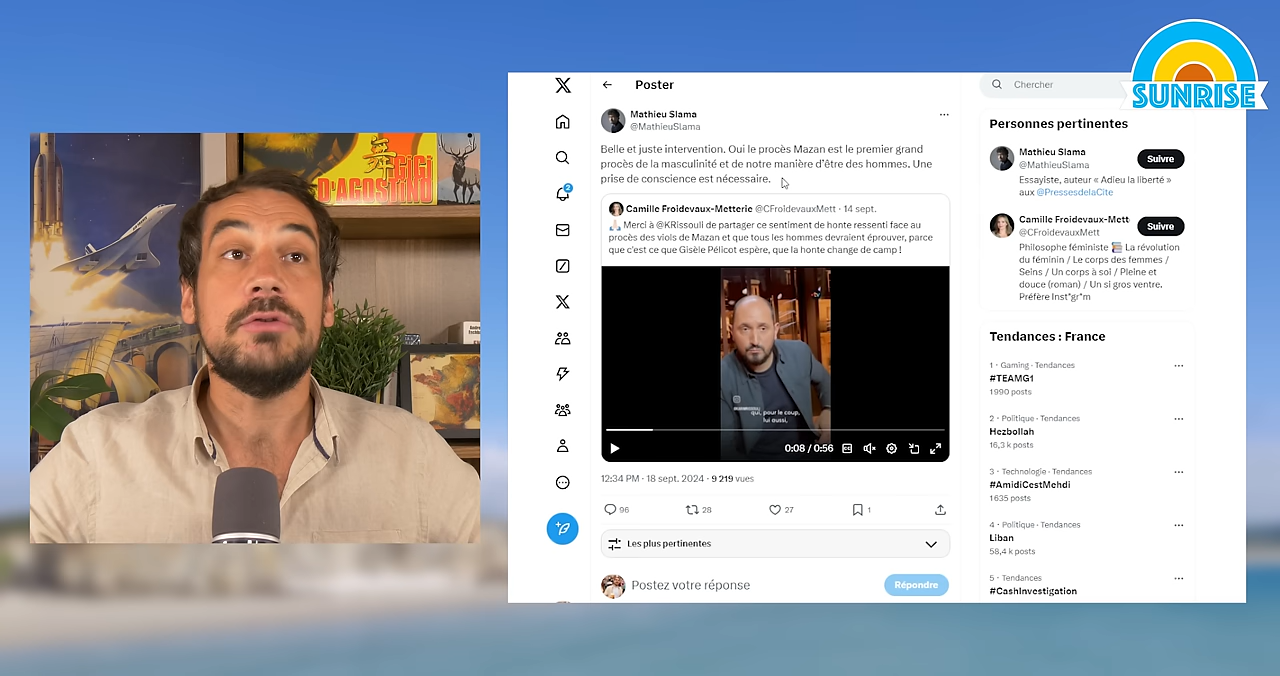 舞
GIGI
D'AGOSTINO
SUNRISE
Poster
Chercher
Mathieu Slama
@MathieuSlama
Belle et juste intervention. Oui le procès Mazan est le premier grand
procès de la masculinité et de notre manière d'être des hommes. Une
prise de conscience est nécessaire.
Camille Froidevaux-Metterie @CFroidevauxMett · 14 sept.
🙏🏻 Merci à @KRissouli de partager ce sentiment de honte ressenti face au
procès des viols de Mazan et que tous les hommes devraient éprouver, parce
que c'est ce que Gisèle Pélicot espère, que la honte change de camp !
qui, pour le coup,
lui aussi,
0:08 / 0:56
12:34 PM · 18 sept. 2024 · 9 219 vues
96
28
27
1
Les plus pertinentes
Postez votre réponse
Répondre
2
Personnes pertinentes
Mathieu Slama
@MathieuSlama
Suivre
Essayiste, auteur « Adieu la liberté »
aux @PressesdelaCite
Camille Froidevaux-Mett
@CFroidevauxMett
Suivre
Philosophe féministe 📚 La révolution
du féminin / Le corps des femmes /
Seins / Un corps à soi / Pleine et
douce (roman) / Un si gros ventre.
Préfère Inst*gr*m
Tendances : France
1 · Gaming · Tendances
#TEAMG1
1 990 posts
2 · Politique · Tendances
Hezbollah
16,3 k posts
3 · Technologie · Tendances
#AmidiCestMehdi
1 635 posts
4 · Politique · Tendances
Liban
58,4 k posts
5 · Tendances
#CashInvestigation